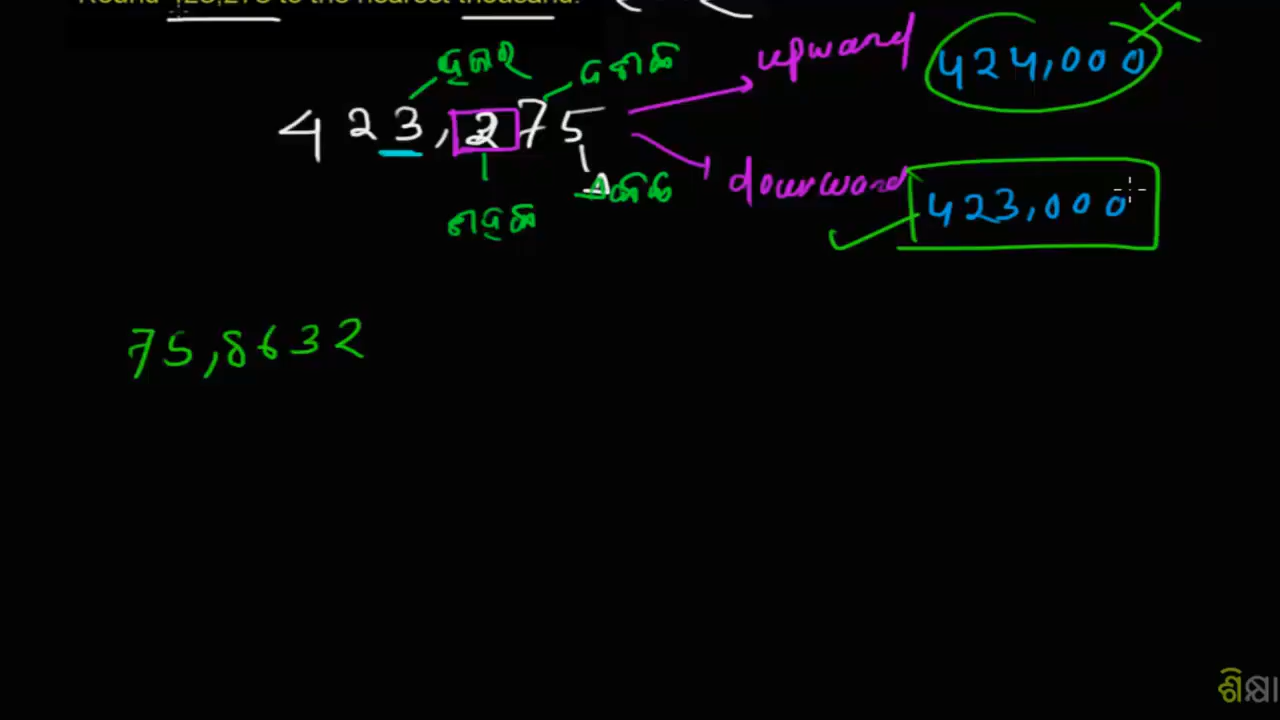 Round 423,275 to the nearest thousand.
ହଜାର ଦଶକ upward 424,000
423,275
ଶତକ ଏକକ downward 423,000
75,8632
ଶିକ୍ଷା